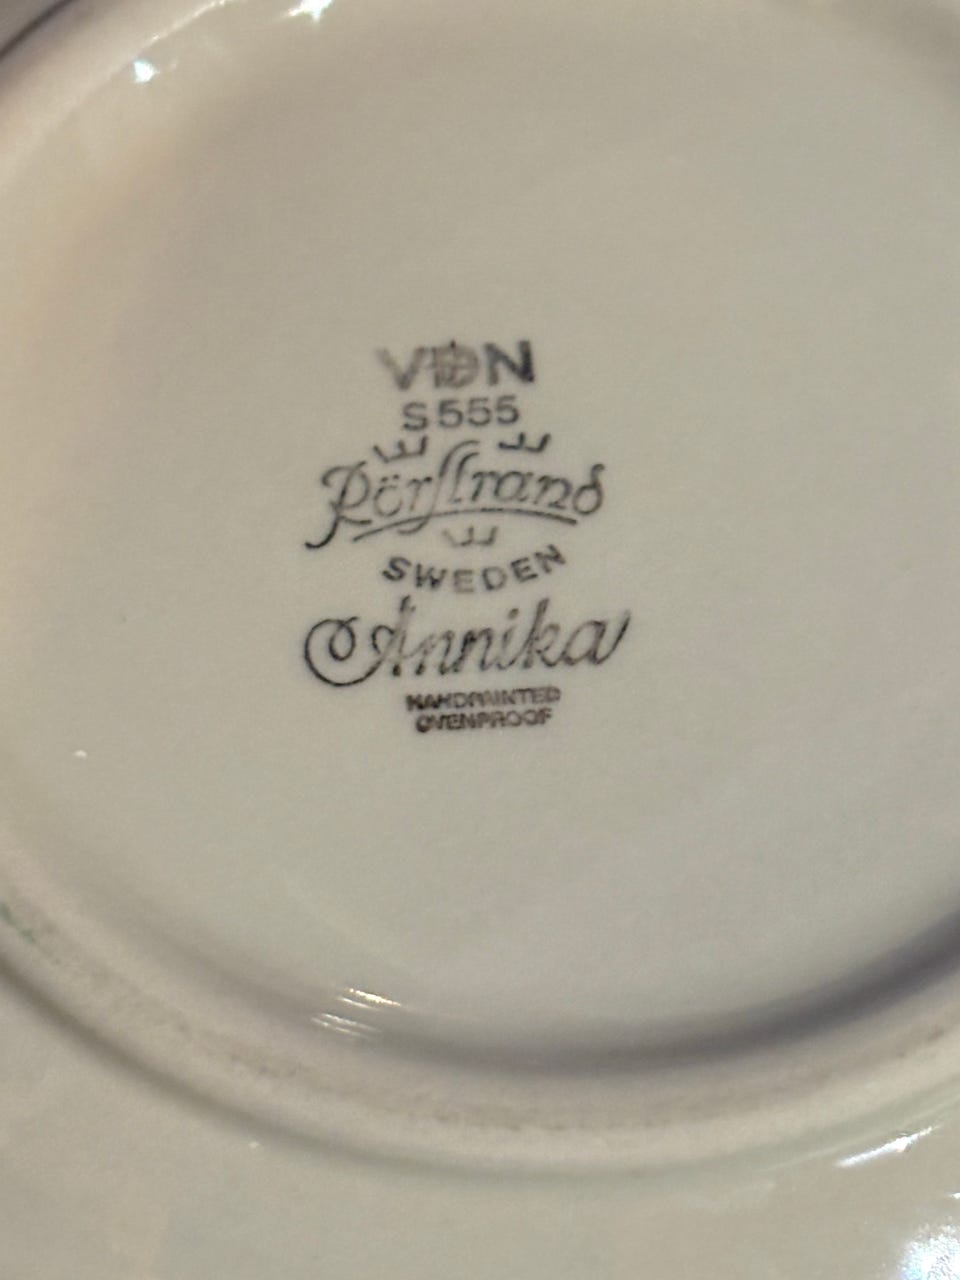 VDN
S555
Rörstrand
SWEDEN
Annika
HANDPAINTED
OVENPROOF